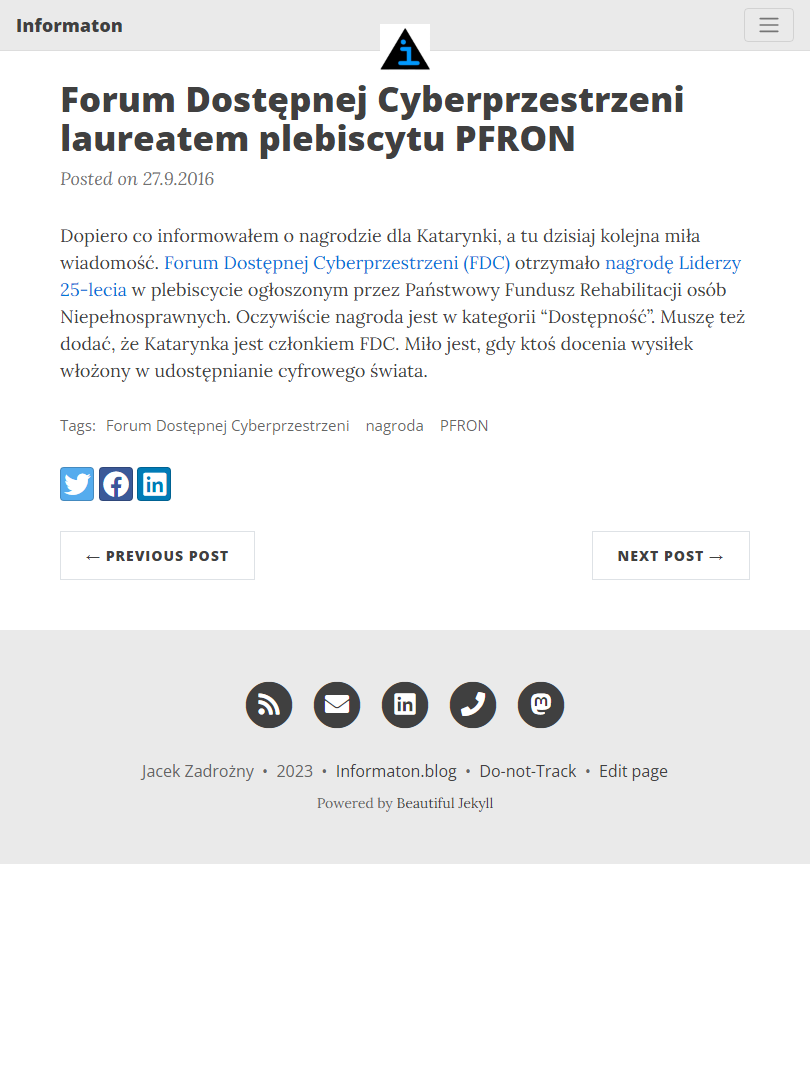 Informaton
i
Forum Dostępnej Cyberprzestrzeni
laureatem plebiscytu PFRON
Posted on 27.9.2016
Dopiero co informowałem o nagrodzie dla Katarynki, a tu dzisiaj kolejna miła
wiadomość. Forum Dostępnej Cyberprzestrzeni (FDC) otrzymało nagrodę Liderzy
25-lecia w plebiscycie ogłoszonym przez Państwowy Fundusz Rehabilitacji osób
Niepełnosprawnych. Oczywiście nagroda jest w kategorii “Dostępność”. Muszę też
dodać, że Katarynka jest członkiem FDC. Miło jest, gdy ktoś docenia wysiłek
włożony w udostępnianie cyfrowego świata.
Tags: Forum Dostępnej Cyberprzestrzeni nagroda PFRON
← PREVIOUS POST NEXT POST →
Jacek Zadrożny • 2023 • Informaton.blog • Do-not-Track • Edit page
Powered by Beautiful Jekyll